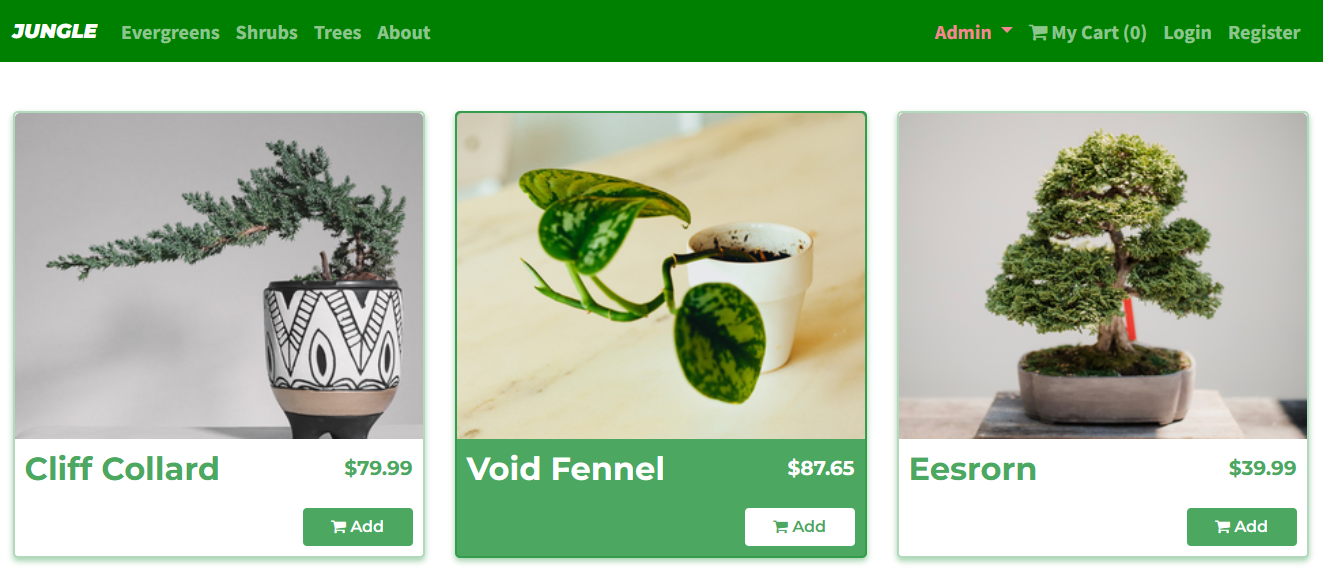 JUNGLE Evergreens Shrubs Trees About Admin My Cart (0) Login Register
Cliff Collard $79.99
Add
Void Fennel $87.65
Add
Eesrorn $39.99
Add